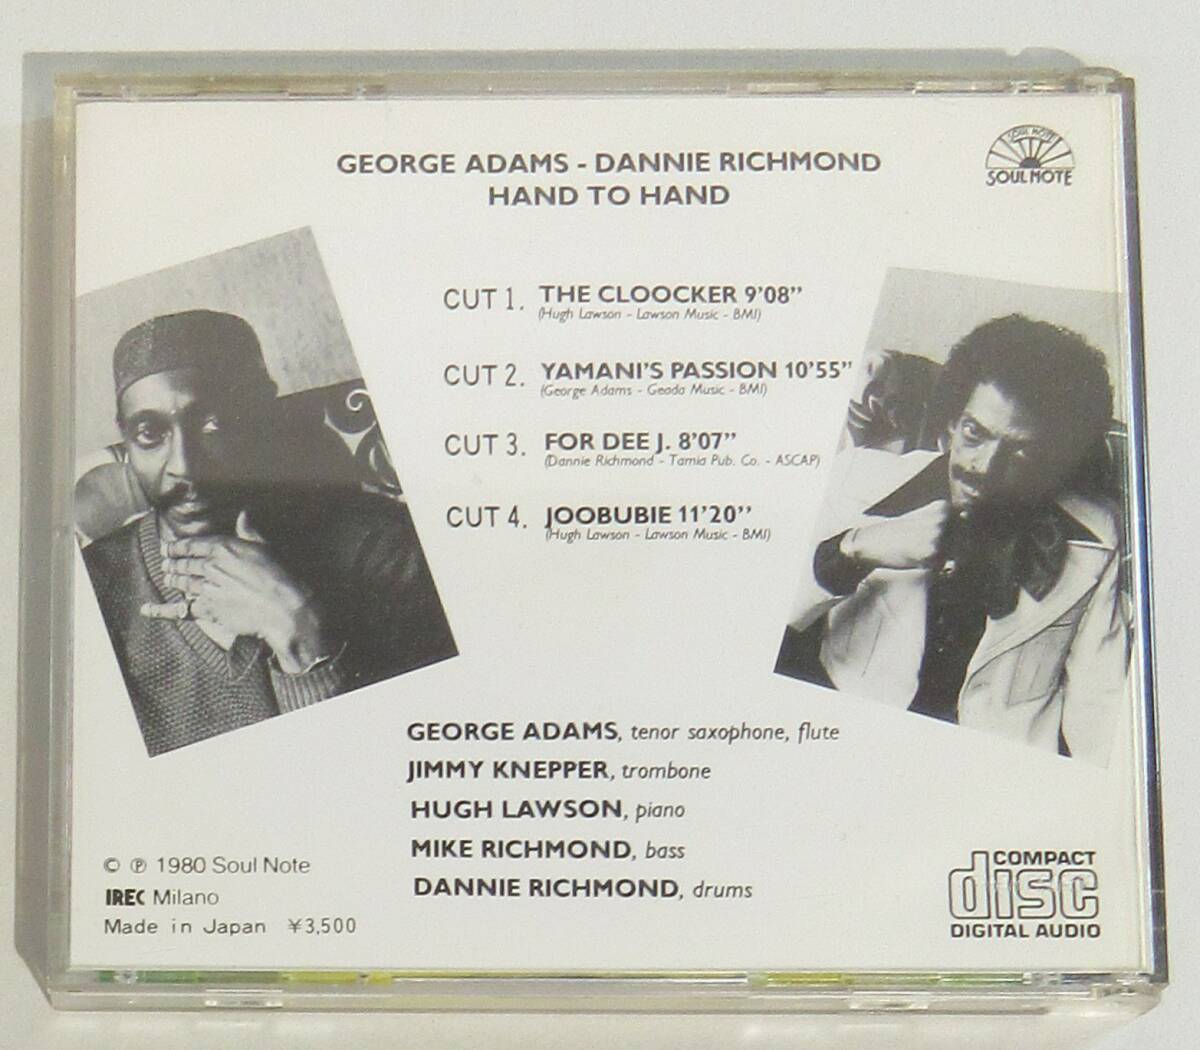 GEORGE ADAMS - DANNIE RICHMOND
HAND TO HAND
SOUL NOTE
SOUL NOTE
CUT 1. THE CLOOCKER 9'08"
(Hugh Lawson - Lawson Music - BMI)
CUT 2. YAMANI'S PASSION 10'55"
(George Adams - Geada Music - BMI)
CUT 3. FOR DEE J. 8'07"
(Dannie Richmond - Tamia Pub. Co. - ASCAP)
CUT 4. JOOBUBIE 11'20"
(Hugh Lawson - Lawson Music - BMI)
GEORGE ADAMS, tenor saxophone, flute
JIMMY KNEPPER, trombone
HUGH LAWSON, piano
MIKE RICHMOND, bass
DANNIE RICHMOND, drums
© ℗ 1980 Soul Note
IREC Milano
Made in Japan ¥3,500
COMPACT
disc
DIGITAL AUDIO